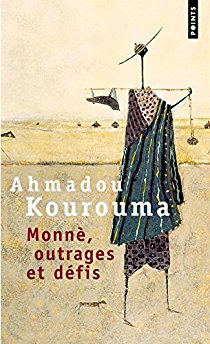 POINTS
Ahmadou
Kourouma
Monnè,
outrages
et défis